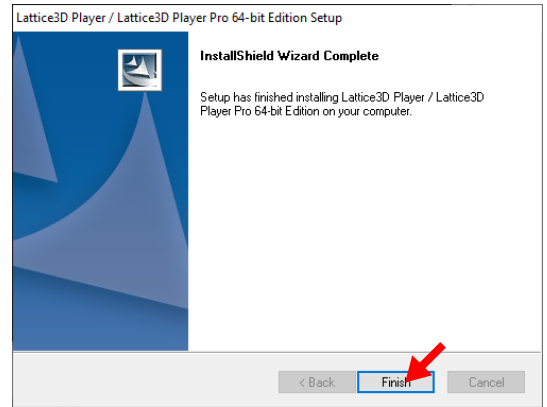 Lattice3D Player / Lattice3D Player Pro 64-bit Edition Setup
InstallShield Wizard Complete
Setup has finished installing Lattice3D Player / Lattice3D
Player Pro 64-bit Edition on your computer.
< Back Finish Cancel